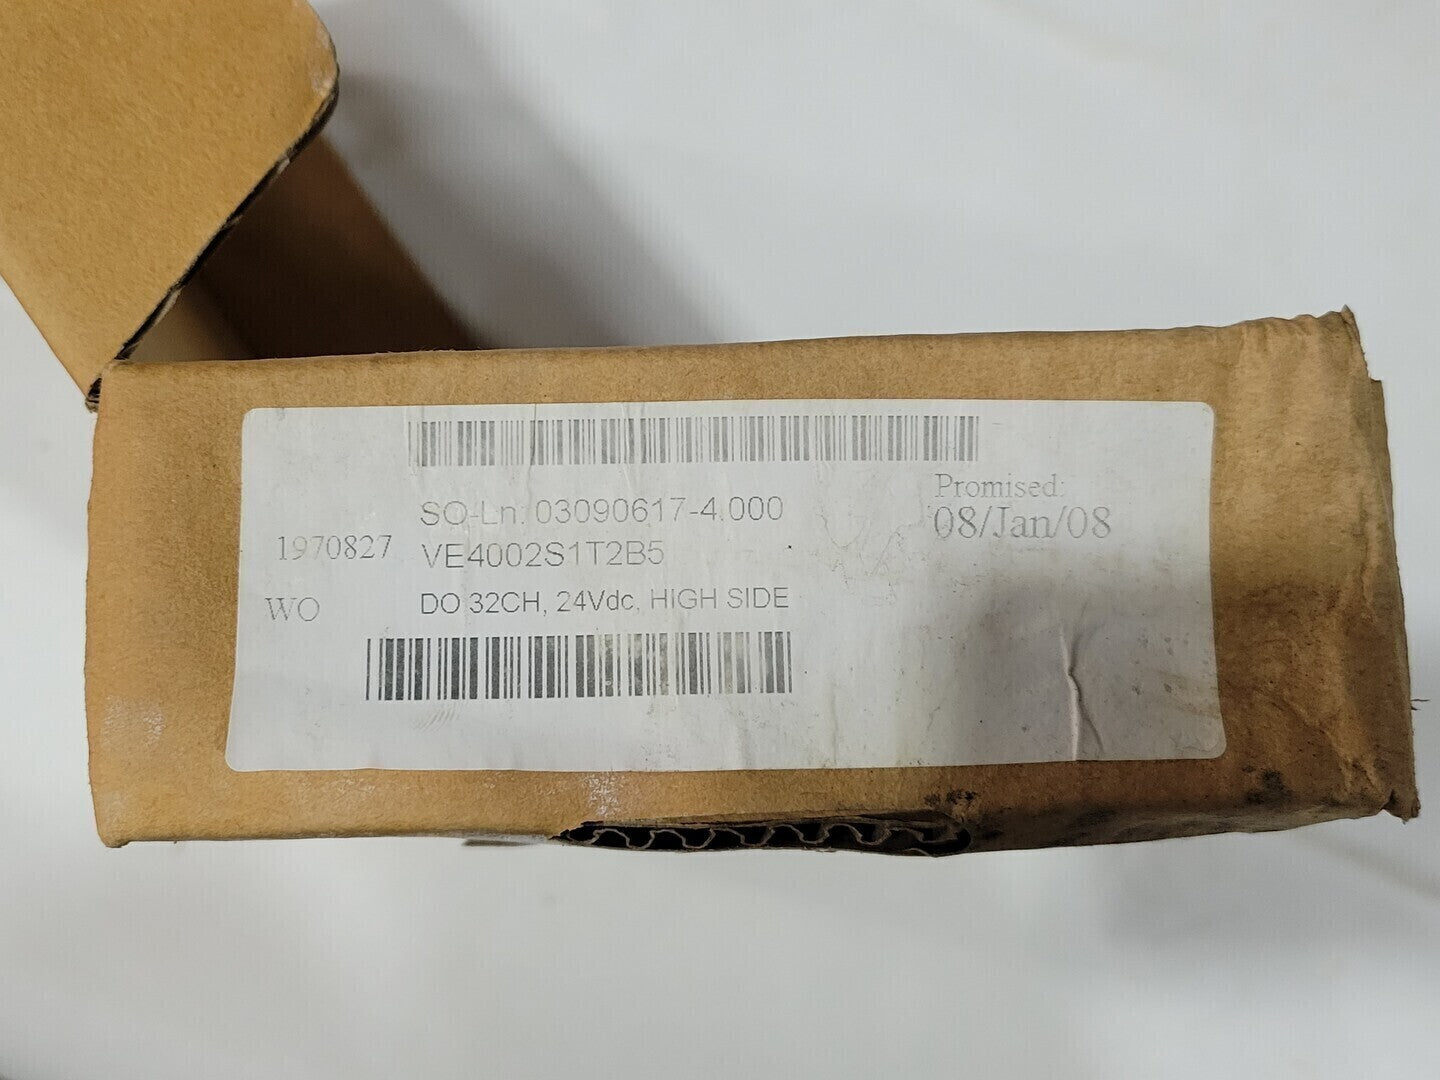 SO-Ln: 03090617-4.000
Promised:
08/Jan/08
1970827
VE4002S1T2B5
WO
DO 32CH, 24Vdc, HIGH SIDE